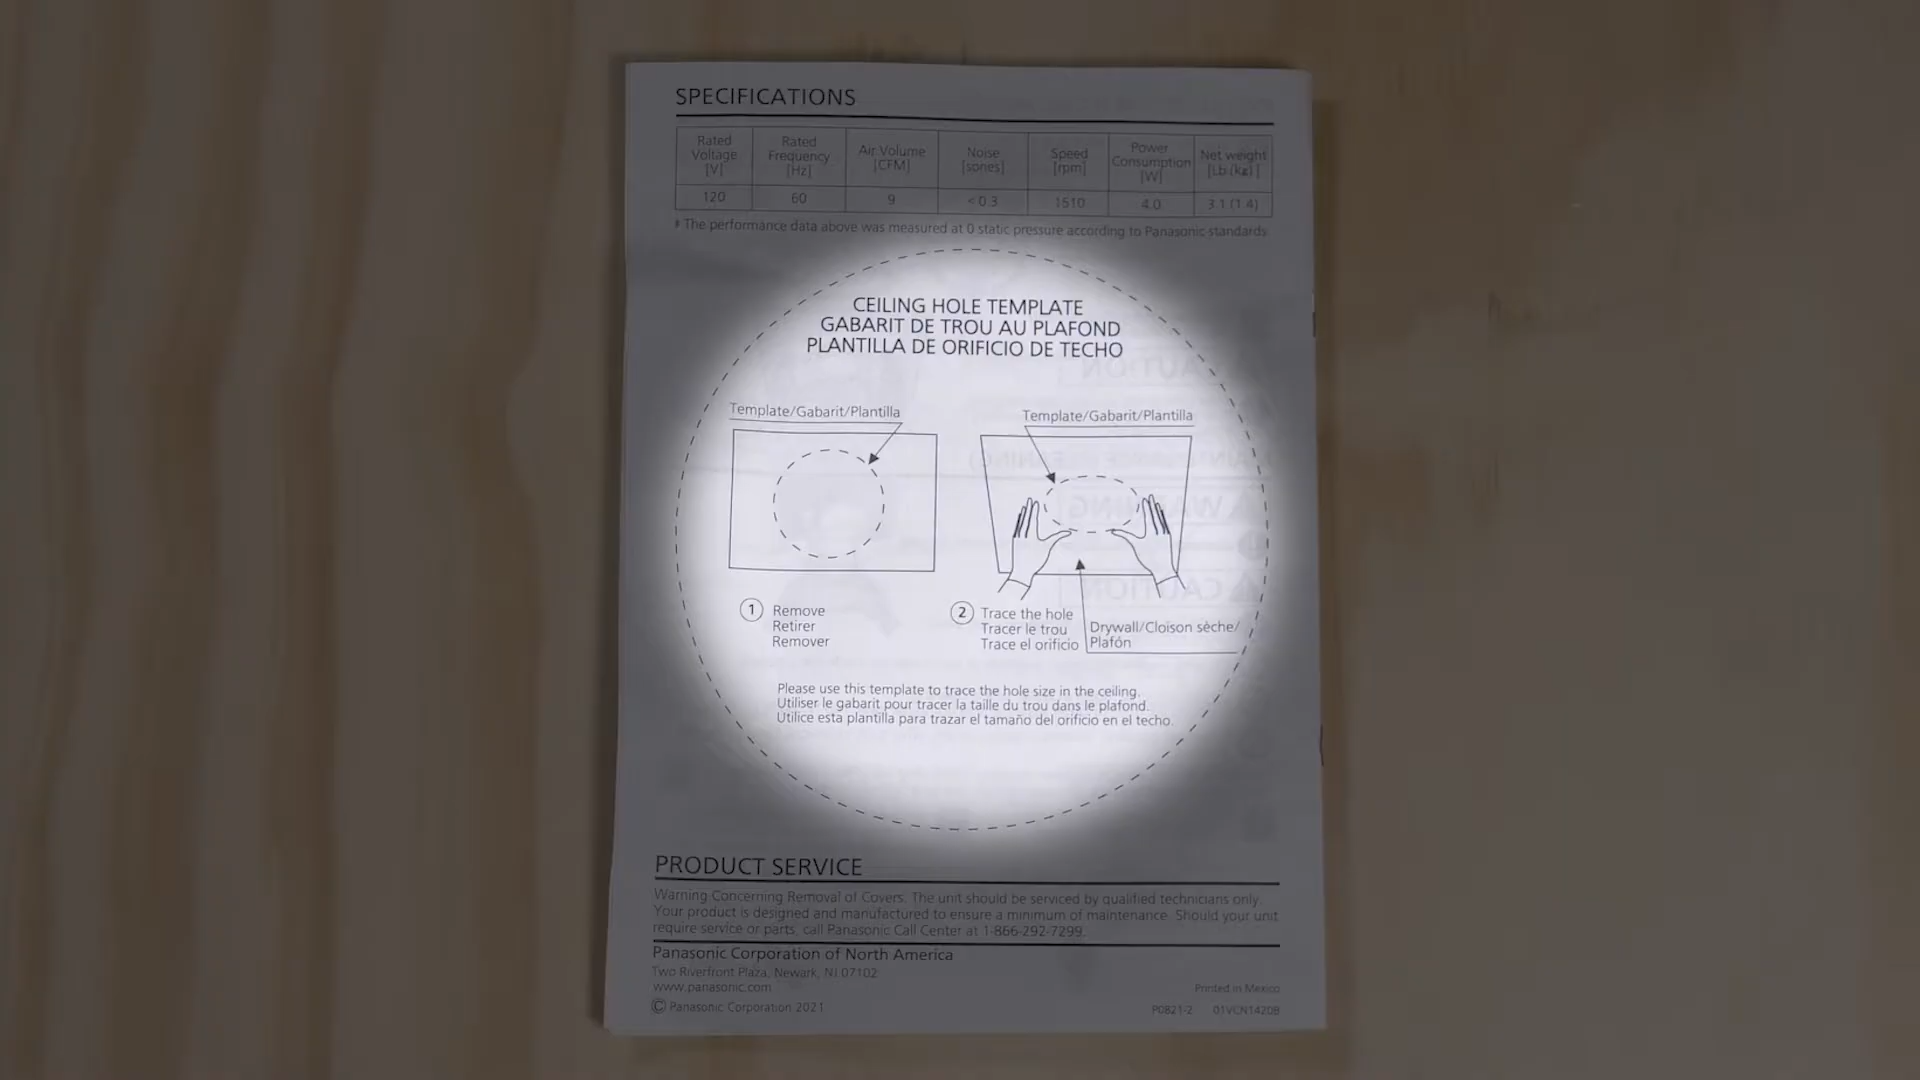 SPECIFICATIONS
Rated Voltage [V]
Rated Frequency [Hz]
Air Volume [CFM]
Noise [sones]
Speed [rpm]
Power Consumption [W]
Net weight [Lb (kg)]
120 60 9 <0.3 1510 4.0 3.1 (1.4)
* The performance data above was measured at 0 static pressure according to Panasonic standards
CEILING HOLE TEMPLATE
GABARIT DE TROU AU PLAFOND
PLANTILLA DE ORIFICIO DE TECHO
Template/Gabarit/Plantilla
Template/Gabarit/Plantilla
1 Remove
Retirer
Remover
2 Trace the hole
Tracer le trou
Trace el orificio
Drywall/Cloison sèche/
Plafón
Please use this template to trace the hole size in the ceiling.
Utiliser le gabarit pour tracer la taille du trou dans le plafond.
Utilice esta plantilla para trazar el tamaño del orificio en el techo.
PRODUCT SERVICE
Warning Concerning Removal of Covers. The unit should be serviced by qualified technicians only.
Your product is designed and manufactured to ensure a minimum of maintenance. Should your unit
require service or parts, call Panasonic Call Center at 1-866-292-7299.
Panasonic Corporation of North America
Two Riverfront Plaza, Newark, NJ 07102
www.panasonic.com
© Panasonic Corporation 2021
Printed in Mexico
P0821-2 01VCN1420B